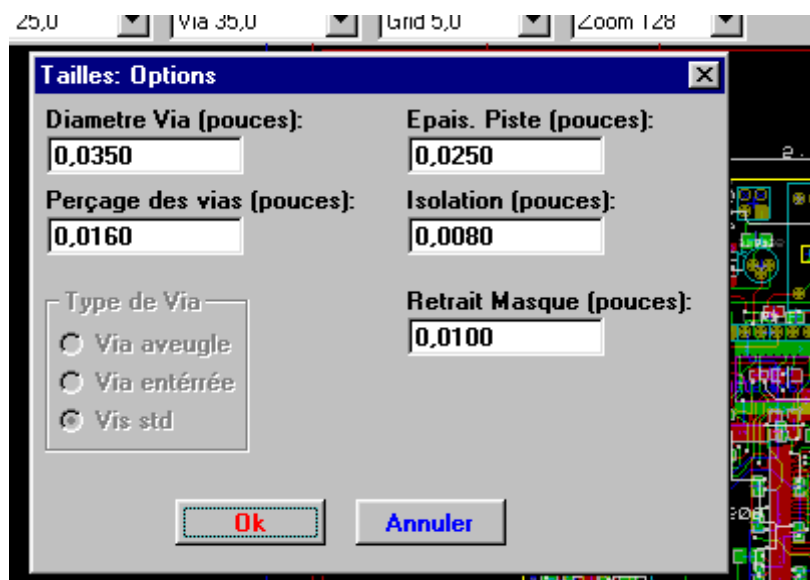 25,0 Via 35,0 Grid 5,0 Zoom 128
Tailles: Options
Diametre Via (pouces): Epais. Piste (pouces):
0,0350 0,0250
Perçage des vias (pouces): Isolation (pouces):
0,0160 0,0080
Type de Via Retrait Masque (pouces):
Via aveugle 0,0100
Via entérrée
Vis std
Ok Annuler